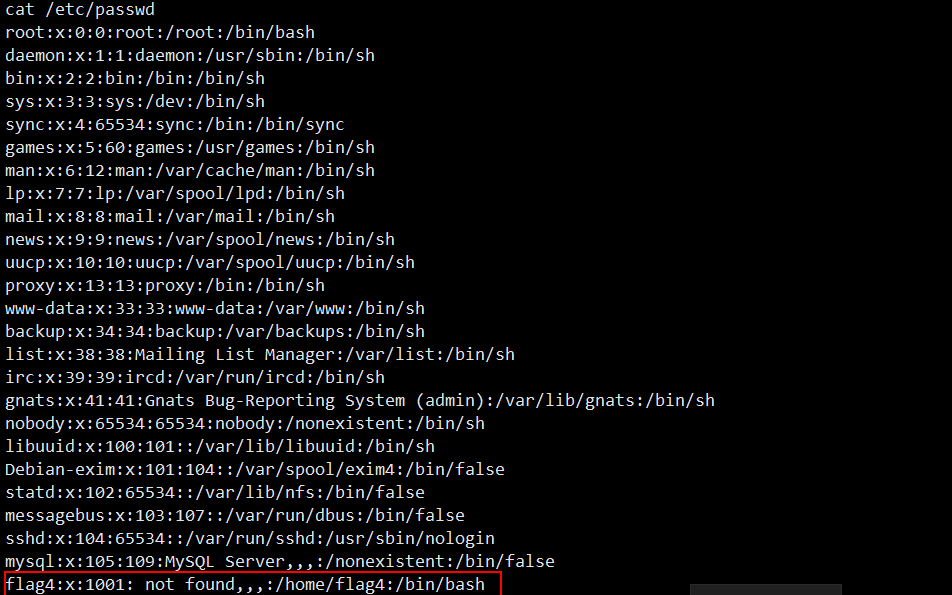 cat /etc/passwd
root:x:0:0:root:/root:/bin/bash
daemon:x:1:1:daemon:/usr/sbin:/bin/sh
bin:x:2:2:bin:/bin:/bin/sh
sys:x:3:3:sys:/dev:/bin/sh
sync:x:4:65534:sync:/bin:/bin/sync
games:x:5:60:games:/usr/games:/bin/sh
man:x:6:12:man:/var/cache/man:/bin/sh
lp:x:7:7:lp:/var/spool/lpd:/bin/sh
mail:x:8:8:mail:/var/mail:/bin/sh
news:x:9:9:news:/var/spool/news:/bin/sh
uucp:x:10:10:uucp:/var/spool/uucp:/bin/sh
proxy:x:13:13:proxy:/bin:/bin/sh
www-data:x:33:33:www-data:/var/www:/bin/sh
backup:x:34:34:backup:/var/backups:/bin/sh
list:x:38:38:Mailing List Manager:/var/list:/bin/sh
irc:x:39:39:ircd:/var/run/ircd:/bin/sh
gnats:x:41:41:Gnats Bug-Reporting System (admin):/var/lib/gnats:/bin/sh
nobody:x:65534:65534:nobody:/nonexistent:/bin/sh
libuuid:x:100:101::/var/lib/libuuid:/bin/sh
Debian-exim:x:101:104::/var/spool/exim4:/bin/false
statd:x:102:65534::/var/lib/nfs:/bin/false
messagebus:x:103:107::/var/run/dbus:/bin/false
sshd:x:104:65534::/var/run/sshd:/usr/sbin/nologin
mysql:x:105:109:MySQL Server,,,:/nonexistent:/bin/false
flag4:x:1001: not found,,,:/home/flag4:/bin/bash